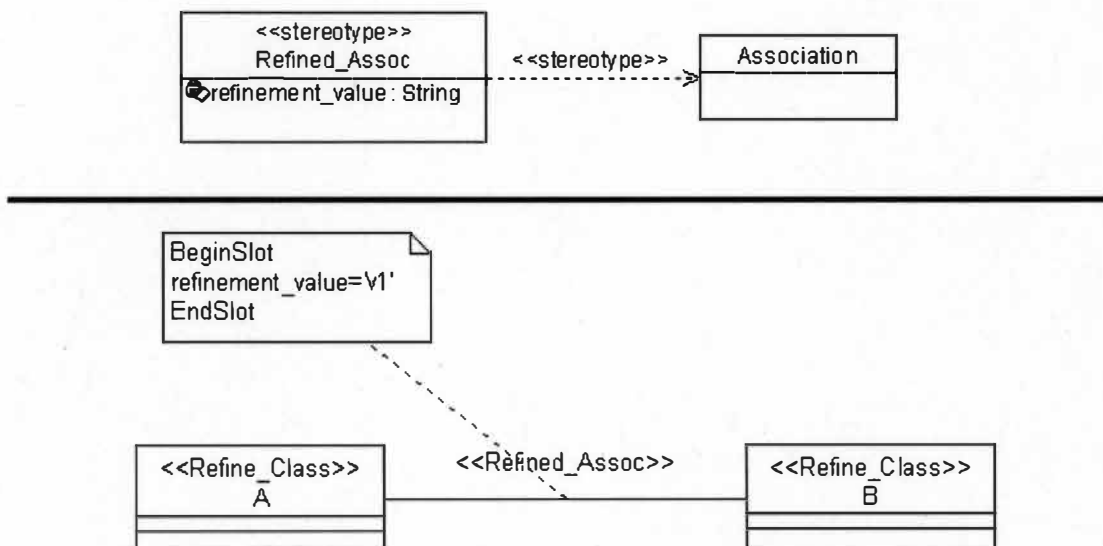 <<stereotype>>
Refined_Assoc
<<stereotype>>
Association
refinement_value : String
BeginSlot
refinement_value='V1'
EndSlot
<<Refine_Class>>
A
<<Refined_Assoc>>
<<Refine_Class>>
B